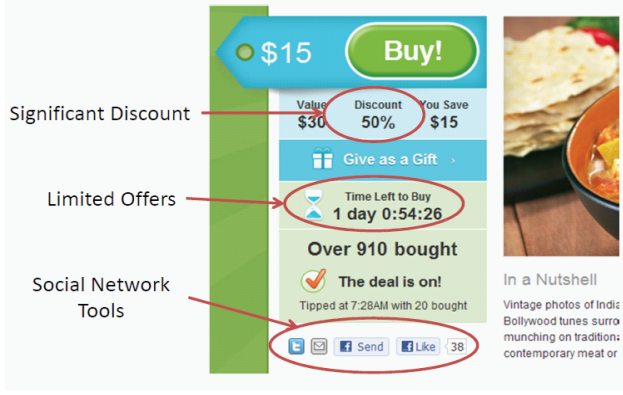 $15 Buy!
Significant Discount
Value Discount You Save
$30 50% $15
Give as a Gift ›
Limited Offers
Time Left to Buy
1 day 0:54:26
Over 910 bought
The deal is on!
Tipped at 7:28AM with 20 bought
Social Network
Tools
Send Like 38
In a Nutshell
Vintage photos of India
Bollywood tunes
munching on
contemporary meat or